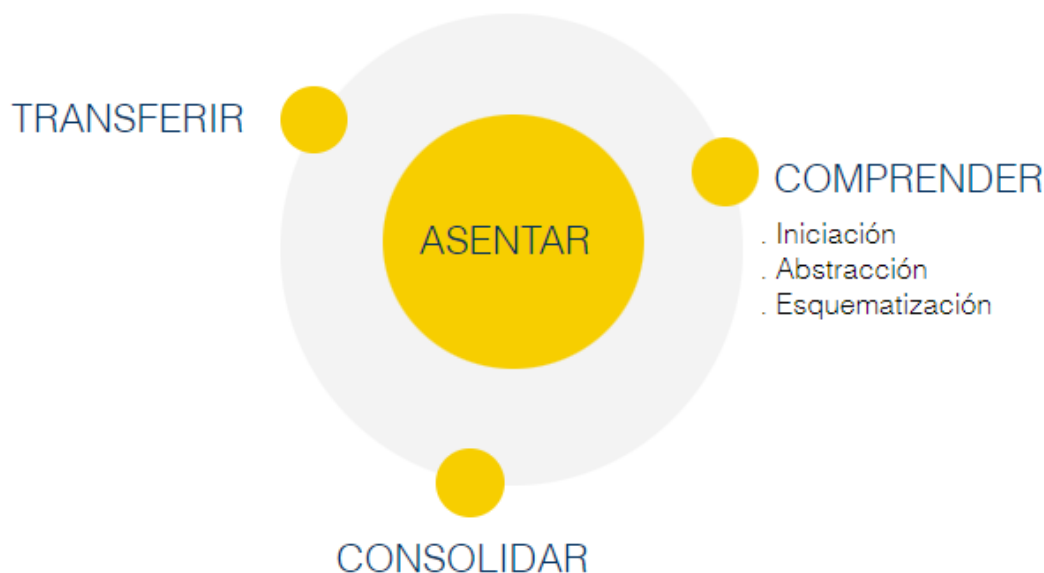 TRANSFERIR
ASENTAR
COMPRENDER
. Iniciación
. Abstracción
. Esquematización
CONSOLIDAR